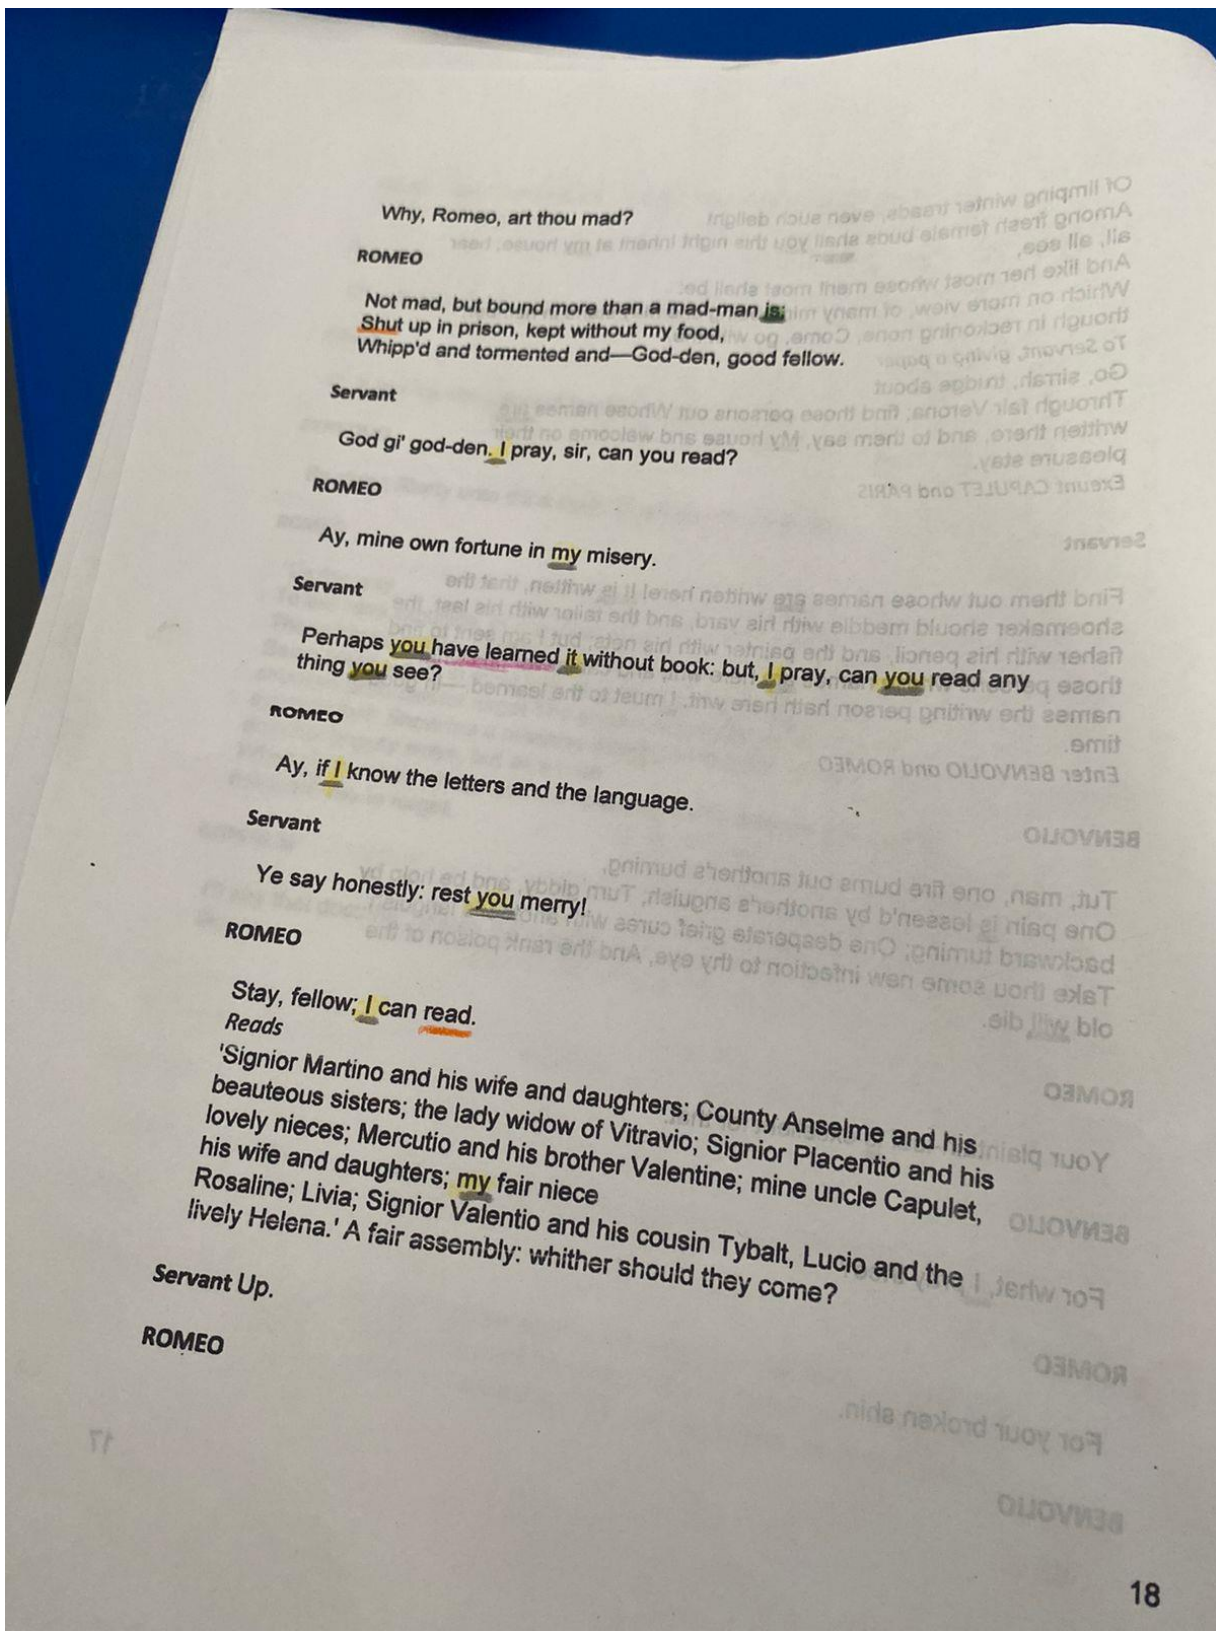 Why, Romeo, art thou mad?
ROMEO
Not mad, but bound more than a mad-man is;
Shut up in prison, kept without my food,
Whipp'd and tormented and—God-den, good fellow.
Servant
God gi' god-den. I pray, sir, can you read?
ROMEO
Ay, mine own fortune in my misery.
Servant
Perhaps you have learned it without book: but, I pray, can you read any
thing you see?
ROMEO
Ay, if I know the letters and the language.
Servant
Ye say honestly: rest you merry!
ROMEO
Stay, fellow; I can read.
Reads
'Signior Martino and his wife and daughters; County Anselme and his
beauteous sisters; the lady widow of Vitravio; Signior Placentio and his
lovely nieces; Mercutio and his brother Valentine; mine uncle Capulet,
his wife and daughters; my fair niece
Rosaline; Livia; Signior Valentio and his cousin Tybalt, Lucio and the
lively Helena.' A fair assembly: whither should they come?
Servant Up.
ROMEO
18